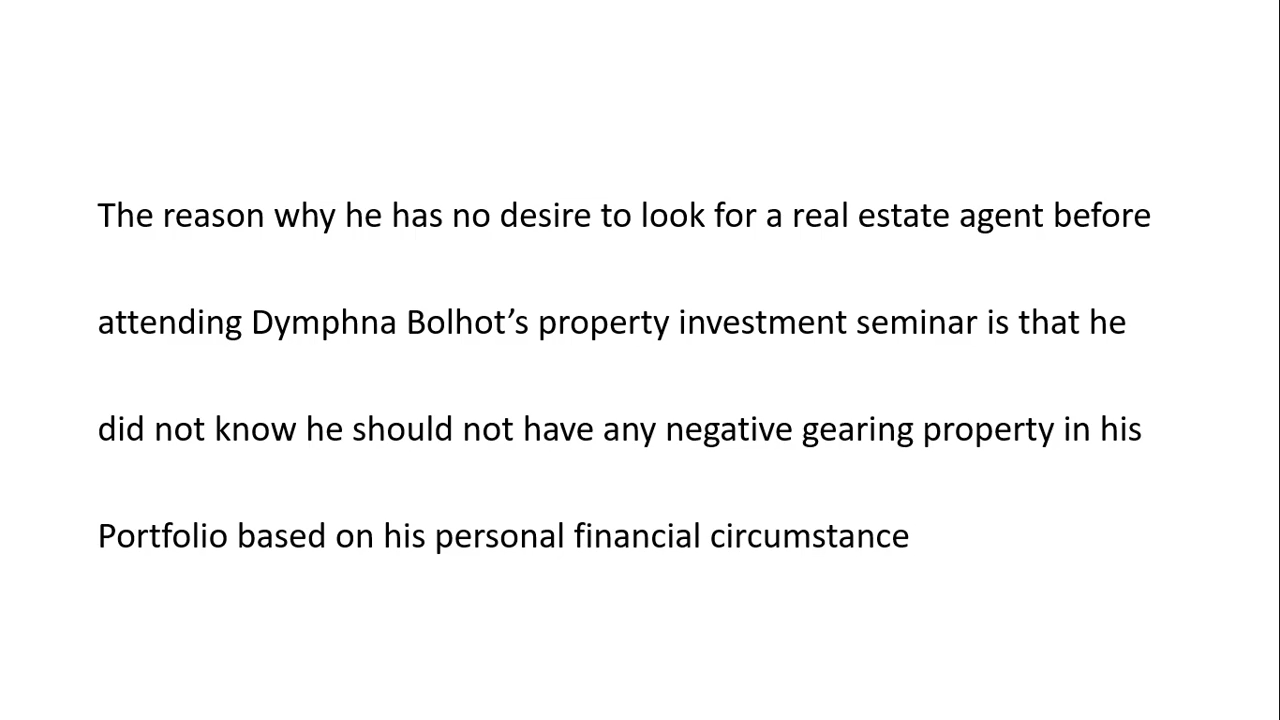 The reason why he has no desire to look for a real estate agent before
attending Dymphna Bolhot’s property investment seminar is that he
did not know he should not have any negative gearing property in his
Portfolio based on his personal financial circumstance